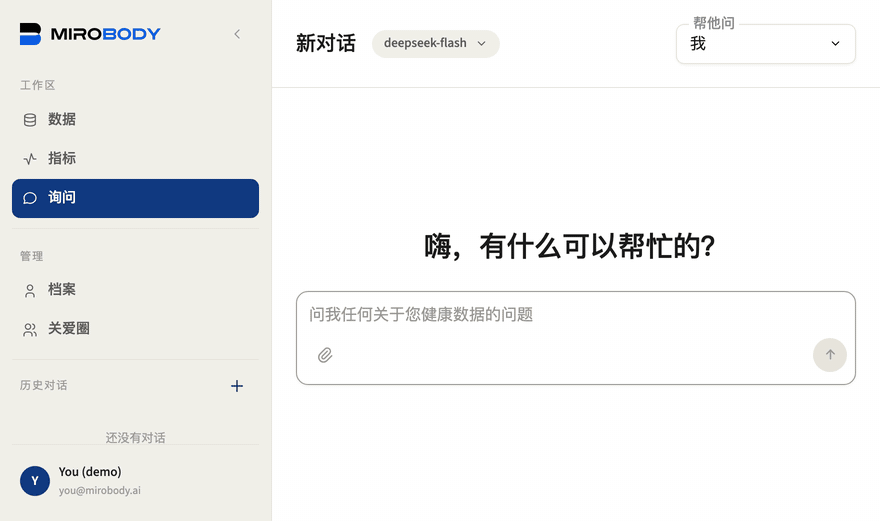 MIROBODY
工作区
数据
指标
询问
管理
档案
关爱圈
历史对话
还没有对话
Y
You (demo)
you@mirobody.ai
新对话
deepseek-flash
帮他问
我
嗨，有什么可以帮忙的?
问我任何关于您健康数据的问题